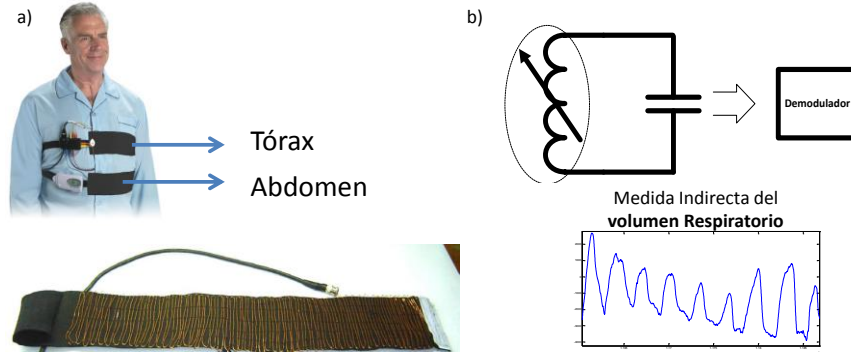 a)
Tórax
Abdomen
b)
Demodulador
Medida Indirecta del
volumen Respiratorio